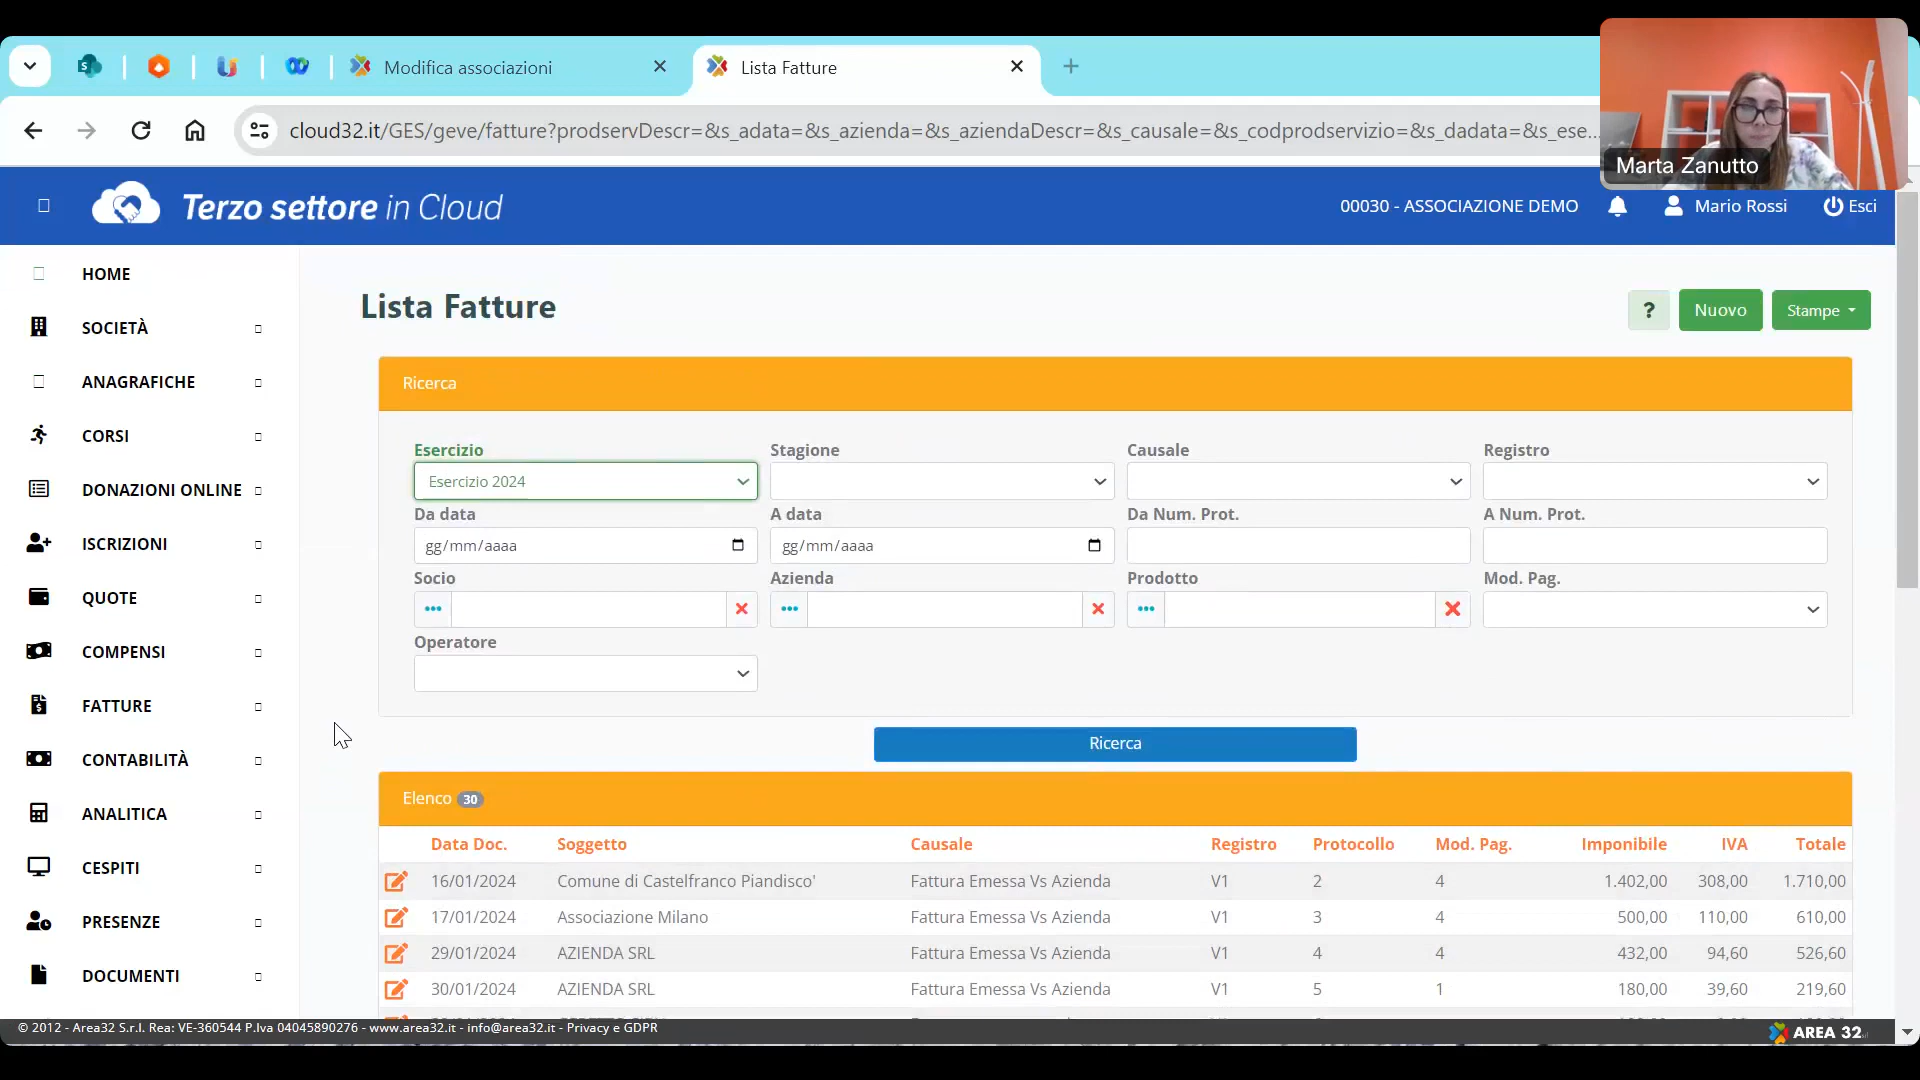 Modifica associazioni
Lista Fatture
cloud32.it/GES/geve/fatture?prodservDescr=&s_adata=&s_azienda=&s_aziendaDescr=&s_causale=&s_codprodservizio=&s_dadata=&s_ese...
Marta Zanutto
Terzo settore in Cloud
00030 - ASSOCIAZIONE DEMO
Mario Rossi
Esci
HOME
SOCIETÀ
ANAGRAFICHE
CORSI
DONAZIONI ONLINE
ISCRIZIONI
QUOTE
COMPENSI
FATTURE
CONTABILITÀ
ANALITICA
CESPITI
PRESENZE
DOCUMENTI
Lista Fatture
? Nuovo Stampe
Ricerca
Esercizio Stagione Causale Registro
Esercizio 2024
Da data A data Da Num. Prot. A Num. Prot.
gg/mm/aaaa gg/mm/aaaa
Socio Azienda Prodotto Mod. Pag.
Operatore
Ricerca
Elenco 30
Data Doc. Soggetto Causale Registro Protocollo Mod. Pag. Imponibile IVA Totale
16/01/2024 Comune di Castelfranco Piandisco' Fattura Emessa Vs Azienda V1 2 4 1.402,00 308,00 1.710,00
17/01/2024 Associazione Milano Fattura Emessa Vs Azienda V1 3 4 500,00 110,00 610,00
29/01/2024 AZIENDA SRL Fattura Emessa Vs Azienda V1 4 4 432,00 94,60 526,60
30/01/2024 AZIENDA SRL Fattura Emessa Vs Azienda V1 5 1 180,00 39,60 219,60
© 2012 - Area32 S.r.l. Rea: VE-360544 P.Iva 04045890276 - www.area32.it - info@area32.it - Privacy e GDPR
AREA 32